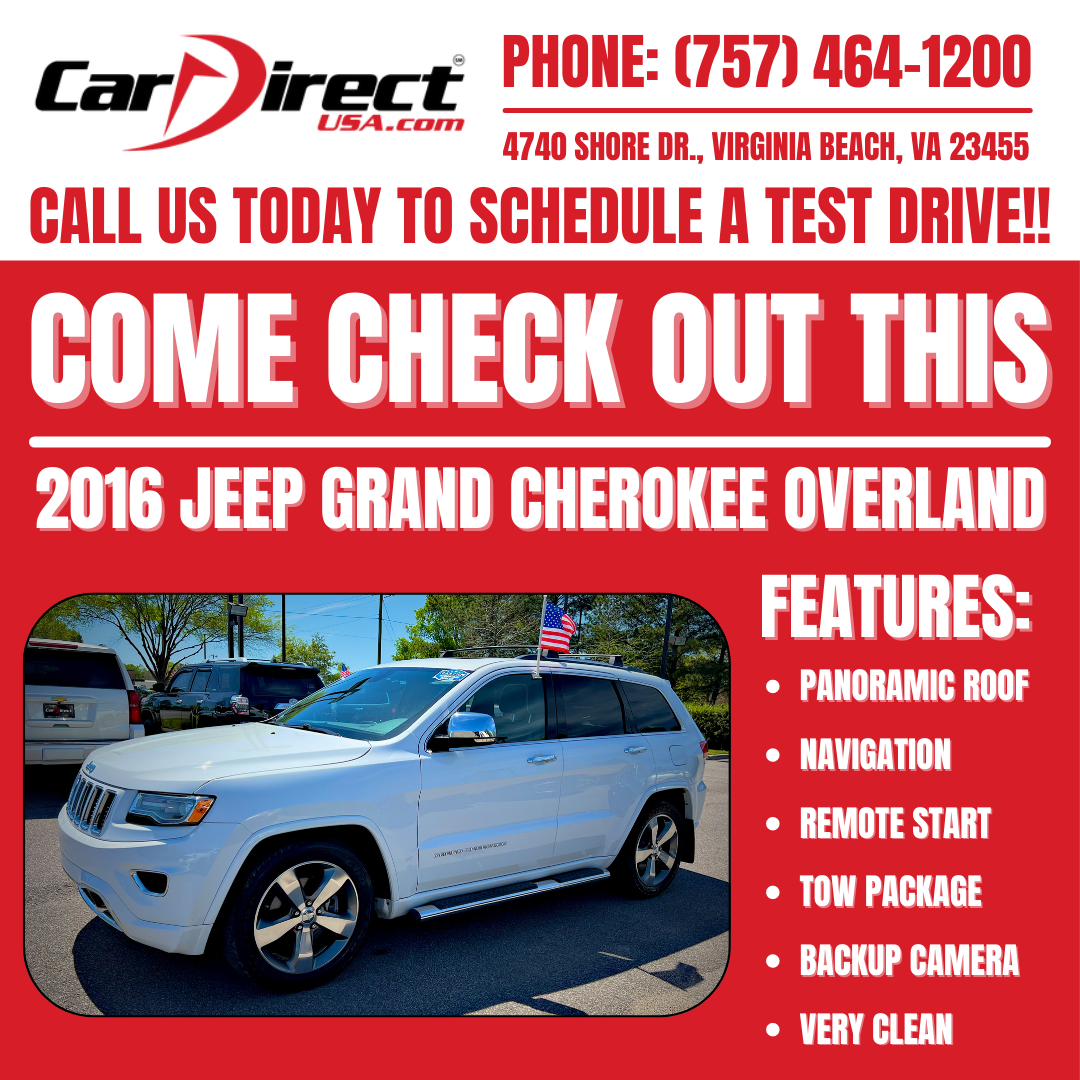 CarDirect
USA.com
PHONE: (757) 464-1200
4740 SHORE DR., VIRGINIA BEACH, VA 23455
CALL US TODAY TO SCHEDULE A TEST DRIVE!!
COME CHECK OUT THIS
2016 JEEP GRAND CHEROKEE OVERLAND
FEATURES:
• PANORAMIC ROOF
• NAVIGATION
• REMOTE START
• TOW PACKAGE
• BACKUP CAMERA
• VERY CLEAN